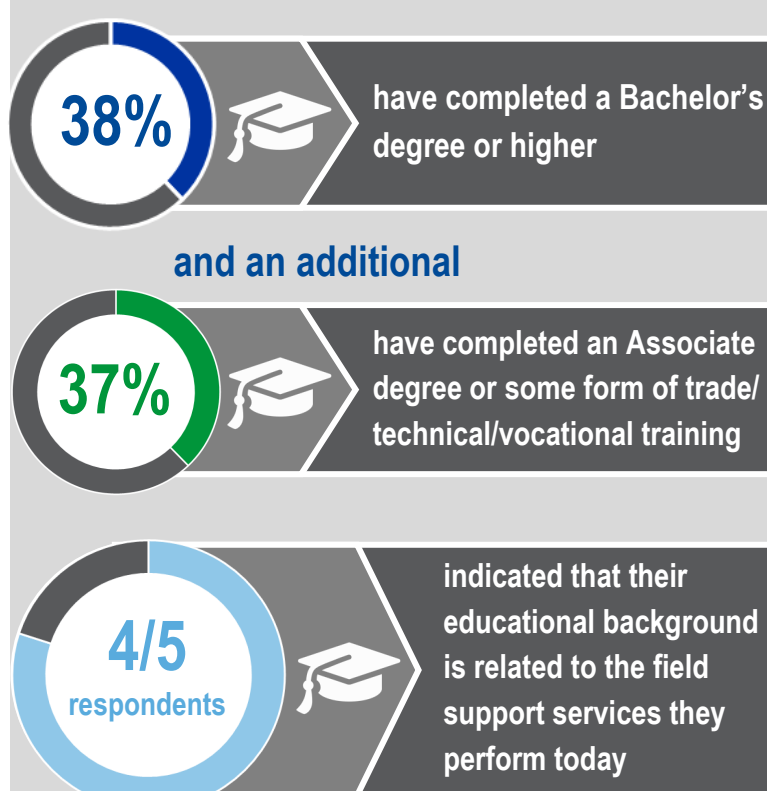 38%
have completed a Bachelor’s
degree or higher
and an additional
37%
have completed an Associate
degree or some form of trade/
technical/vocational training
4/5
respondents
indicated that their
educational background
is related to the field
support services they
perform today